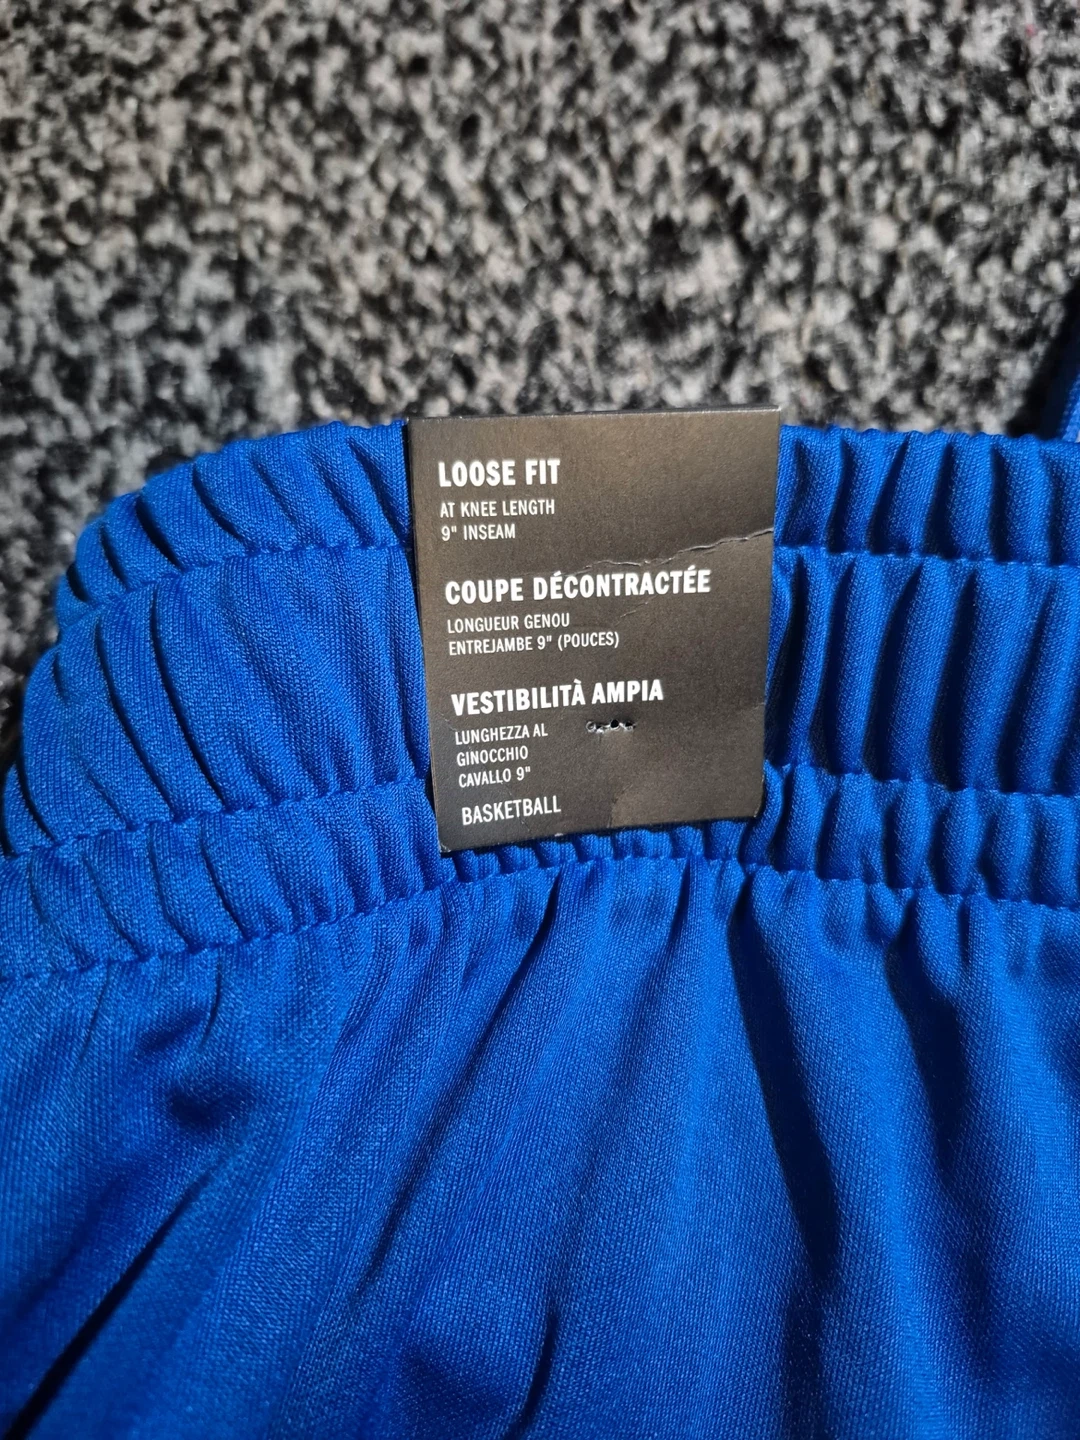 LOOSE FIT
AT KNEE LENGTH
9" INSEAM
COUPE DÉCONTRACTÉE
LONGUEUR GENOU
ENTREJAMBE 9" (POUCES)
VESTIBILITÀ AMPIA
LUNGHEZZA AL
GINOCCHIO
CAVALLO 9"
BASKETBALL